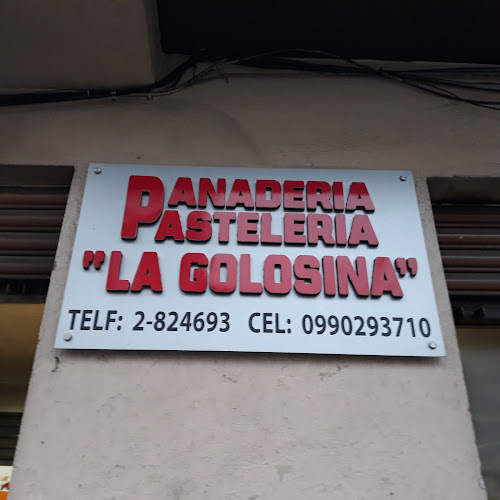 PANADERIA
PASTELERIA
"LA GOLOSINA"
TELF: 2-824693 CEL: 0990293710